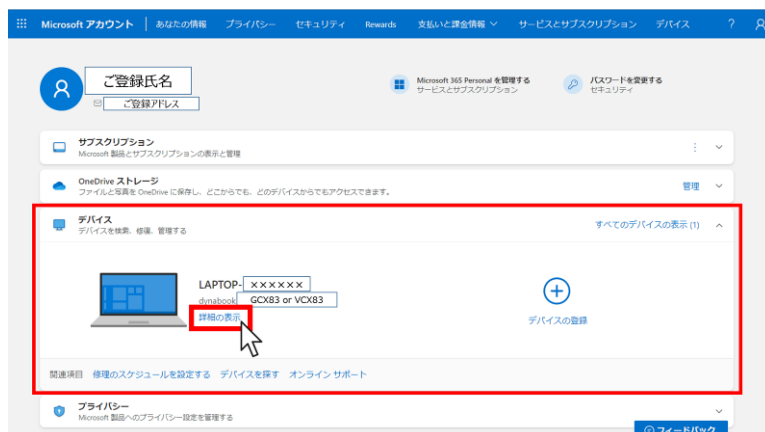 Microsoft アカウント あなたの情報 プライバシー セキュリティ Rewards 支払いと課金情報 サービスとサブスクリプション デバイス ?
ご登録氏名
ご登録アドレス
Microsoft 365 Personal を管理する
サービスとサブスクリプション
パスワードを変更する
セキュリティ
サブスクリプション
Microsoft 製品とサブスクリプションの表示と管理
OneDrive ストレージ
ファイルと写真を OneDrive に保存し、どこからでも、どのデバイスからでもアクセスできます。
管理
デバイス
デバイスを検索、修復、管理する
すべてのデバイスの表示 (1)
LAPTOP-××××××
dynabook GCX83 or VCX83
詳細の表示
デバイスの登録
関連項目 修理のスケジュールを設定する デバイスを探す オンライン サポート
プライバシー
Microsoft 製品へのプライバシー設定を管理する
フィードバック